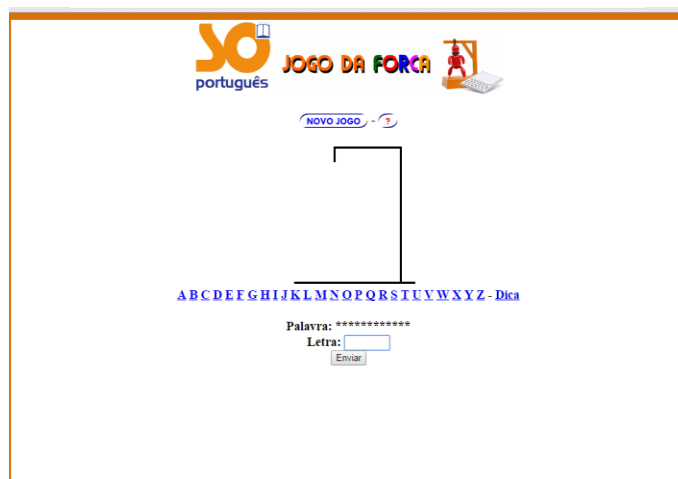 SÓ
português
JOGO DA FORCA
NOVO JOGO - ?
A B C D E F G H I J K L M N O P Q R S T U V W X Y Z - Dica
Palavra: ************
Letra:
Enviar